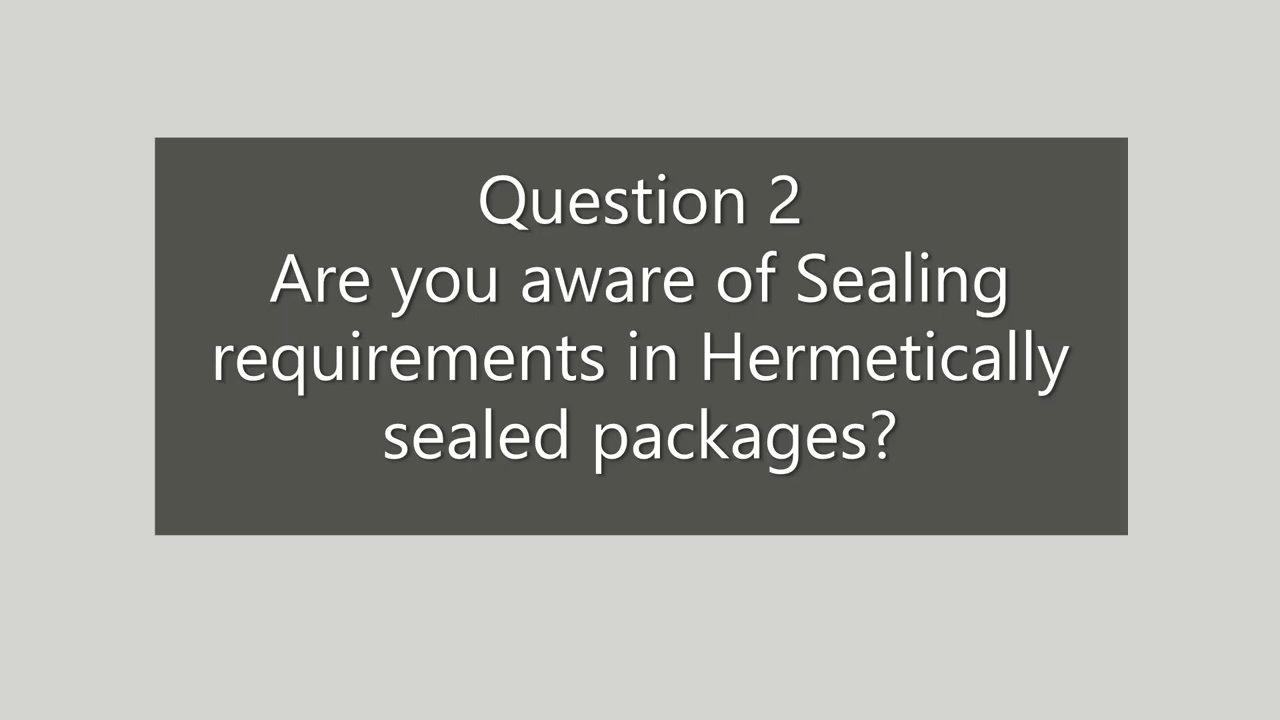 Question 2
Are you aware of Sealing
requirements in Hermetically
sealed packages?